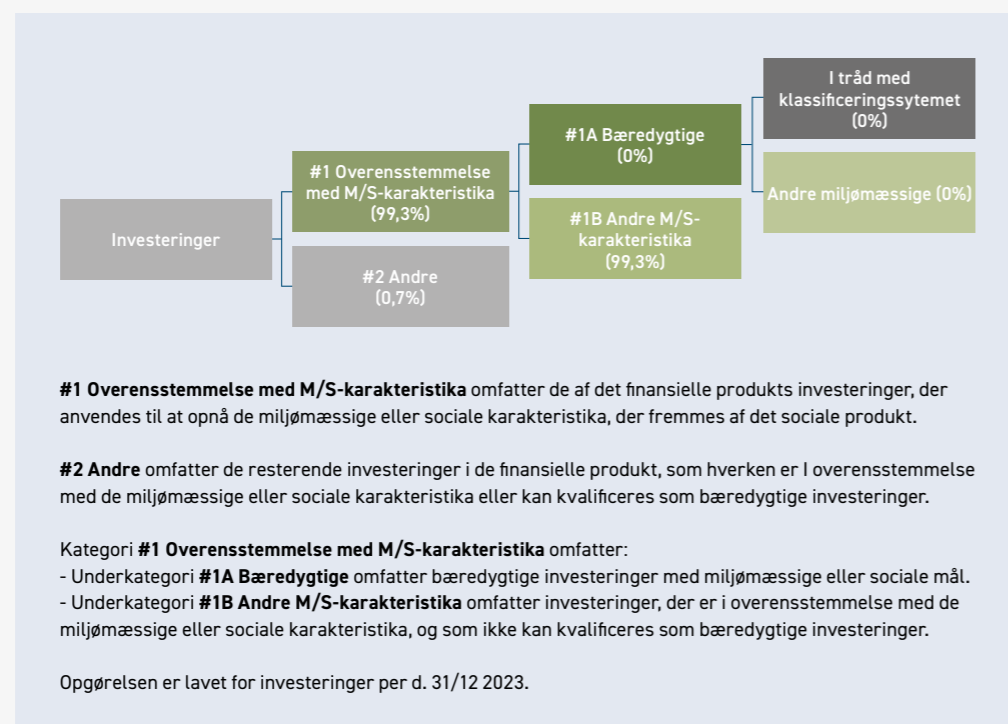 Investeringer
#1 Overensstemmelse
med M/S-karakteristika
(99,3%)
#2 Andre
(0,7%)
#1A Bæredygtige
(0%)
#1B Andre M/S-
karakteristika
(99,3%)
I tråd med
klassificeringssytemet
(0%)
Andre miljømæssige (0%)
#1 Overensstemmelse med M/S-karakteristika omfatter de af det finansielle produkts investeringer, der
anvendes til at opnå de miljømæssige eller sociale karakteristika, der fremmes af det sociale produkt.
#2 Andre omfatter de resterende investeringer i de finansielle produkt, som hverken er I overensstemmelse
med de miljømæssige eller sociale karakteristika eller kan kvalificeres som bæredygtige investeringer.
Kategori #1 Overensstemmelse med M/S-karakteristika omfatter:
- Underkategori #1A Bæredygtige omfatter bæredygtige investeringer med miljømæssige eller sociale mål.
- Underkategori #1B Andre M/S-karakteristika omfatter investeringer, der er i overensstemmelse med de
miljømæssige eller sociale karakteristika, og som ikke kan kvalificeres som bæredygtige investeringer.
Opgørelsen er lavet for investeringer per d. 31/12 2023.